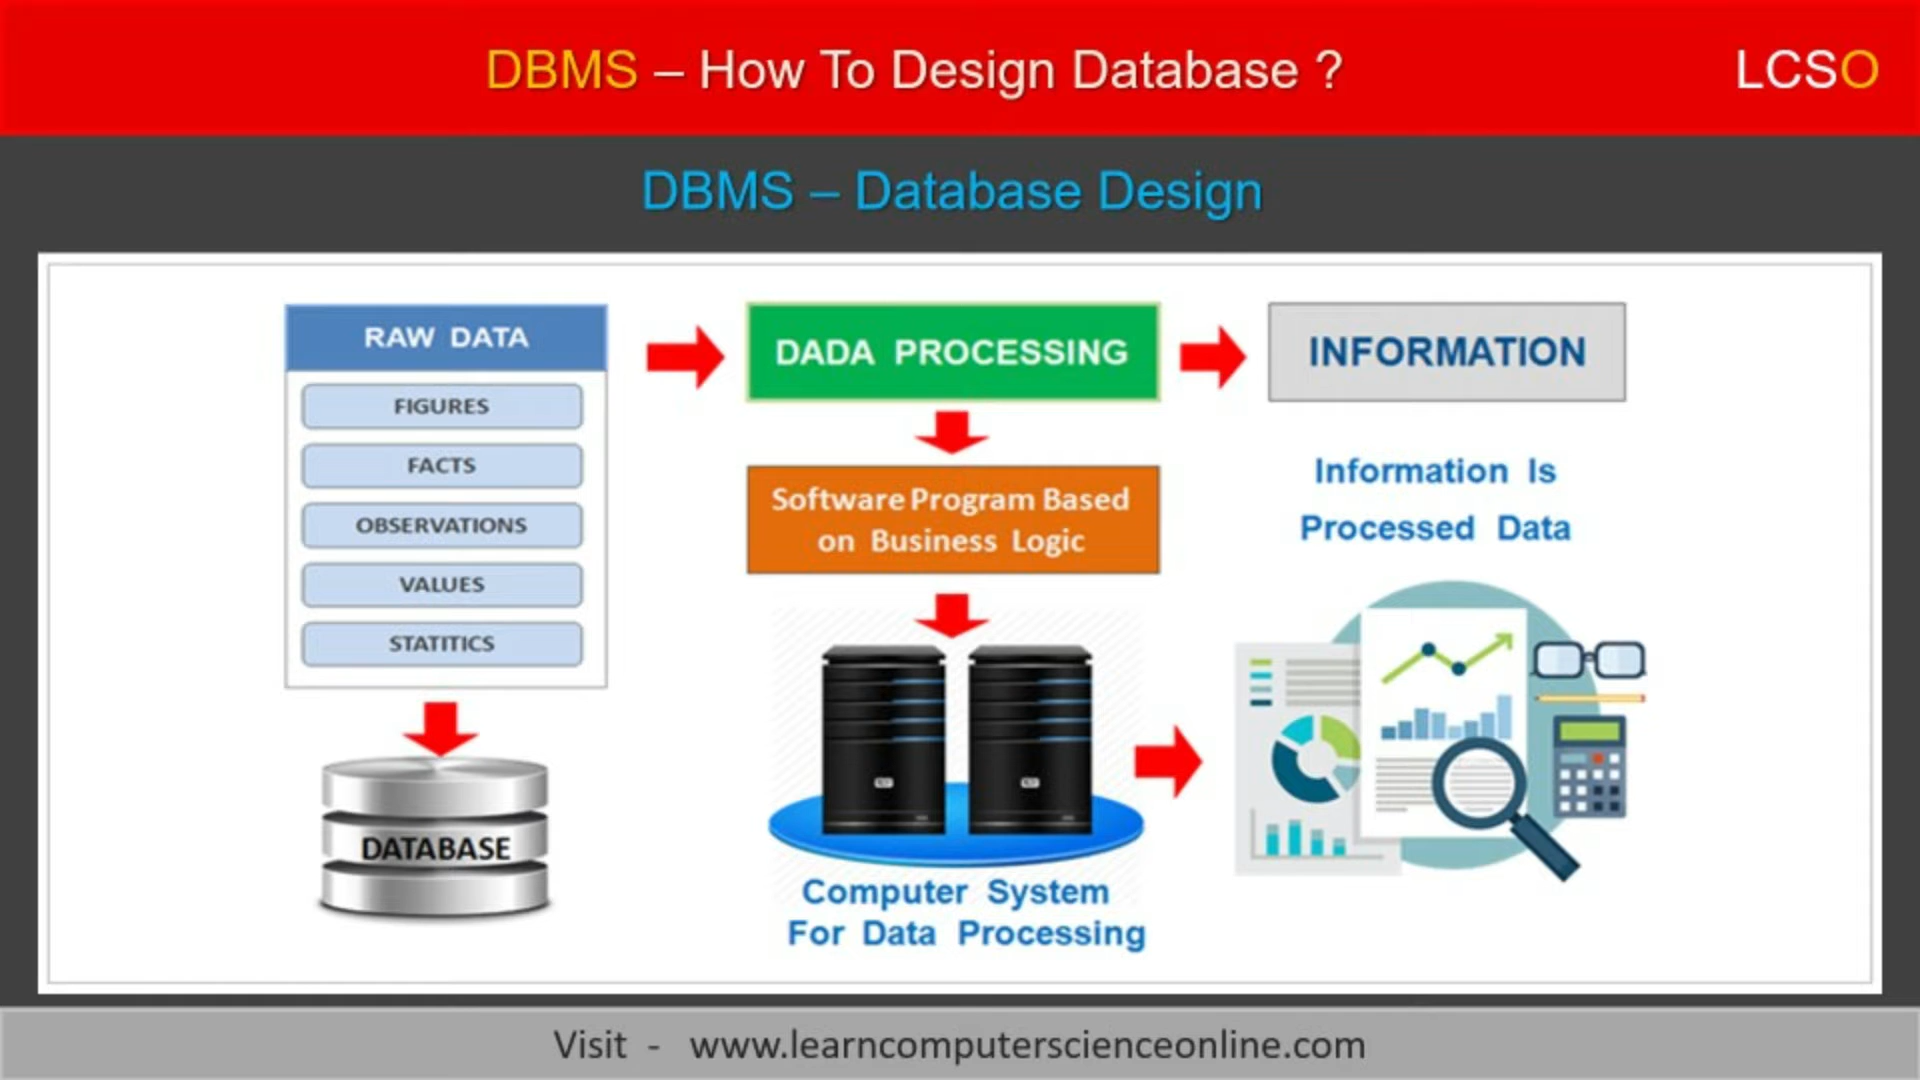 DBMS – How To Design Database ?
LCSO
DBMS – Database Design
RAW DATA
FIGURES
FACTS
OBSERVATIONS
VALUES
STATITICS
DATABASE
DADA PROCESSING
Software Program Based
on Business Logic
Computer System
For Data Processing
INFORMATION
Information Is
Processed Data
Visit - www.learncomputerscienceonline.com